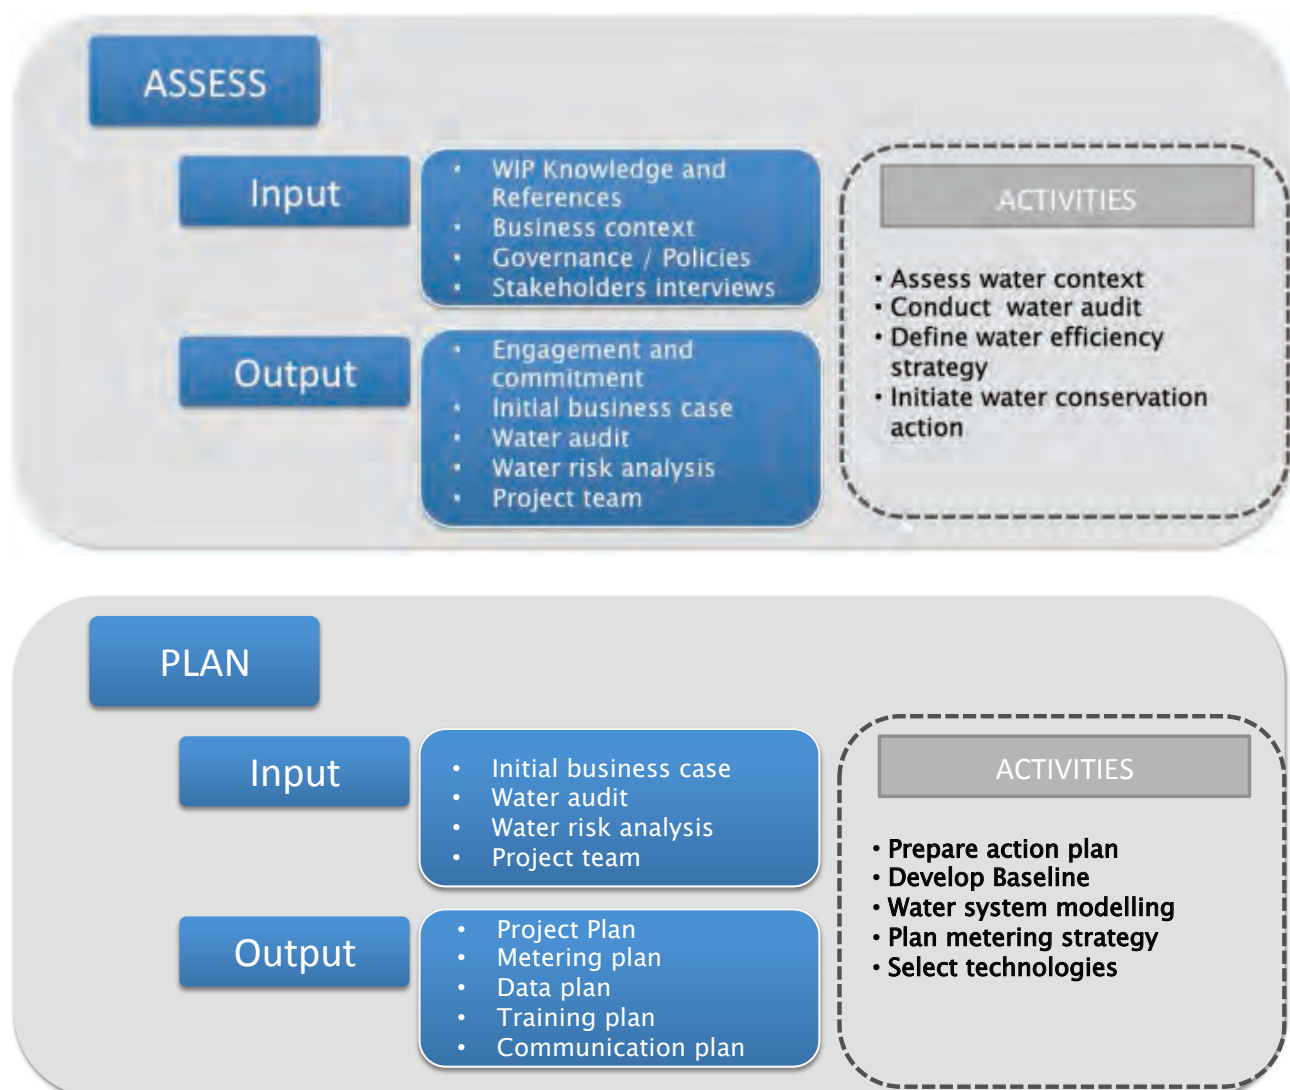 ASSESS
Input
• WIP Knowledge and
References
• Business context
• Governance / Policies
• Stakeholders interviews
Output
• Engagement and
commitment
• Initial business case
• Water audit
• Water risk analysis
• Project team
ACTIVITIES
• Assess water context
• Conduct water audit
• Define water efficiency
strategy
• Initiate water conservation
action
PLAN
Input
• Initial business case
• Water audit
• Water risk analysis
• Project team
Output
• Project Plan
• Metering plan
• Data plan
• Training plan
• Communication plan
ACTIVITIES
• Prepare action plan
• Develop Baseline
• Water system modelling
• Plan metering strategy
• Select technologies